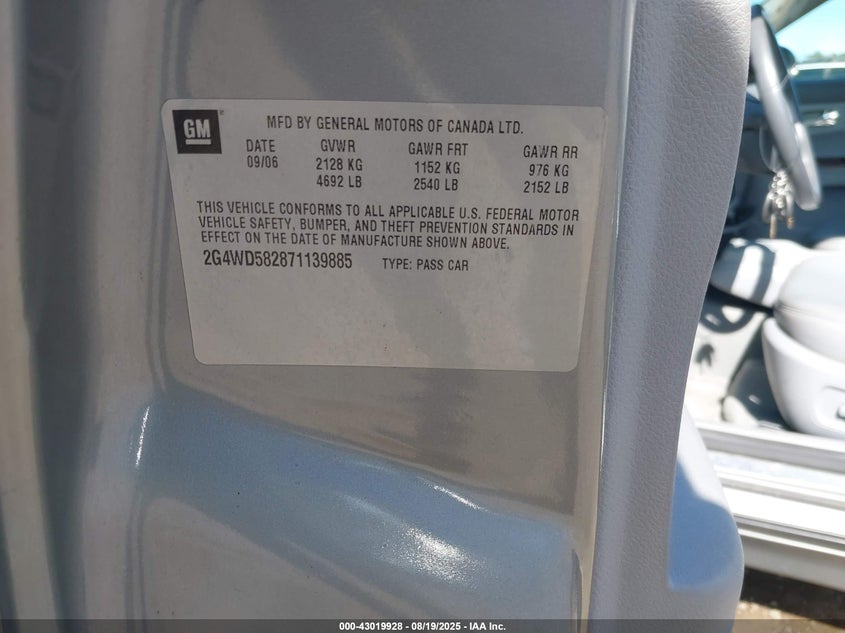 GM
MFD BY GENERAL MOTORS OF CANADA LTD.
DATE GVWR GAWR FRT GAWR RR
09/06 2128 KG 1152 KG 976 KG
4692 LB 2540 LB 2152 LB
THIS VEHICLE CONFORMS TO ALL APPLICABLE U.S. FEDERAL MOTOR
VEHICLE SAFETY, BUMPER, AND THEFT PREVENTION STANDARDS IN
EFFECT ON THE DATE OF MANUFACTURE SHOWN ABOVE.
2G4WD582871139885 TYPE: PASS CAR
000-43019928 - 08/19/2025 - IAA Inc.